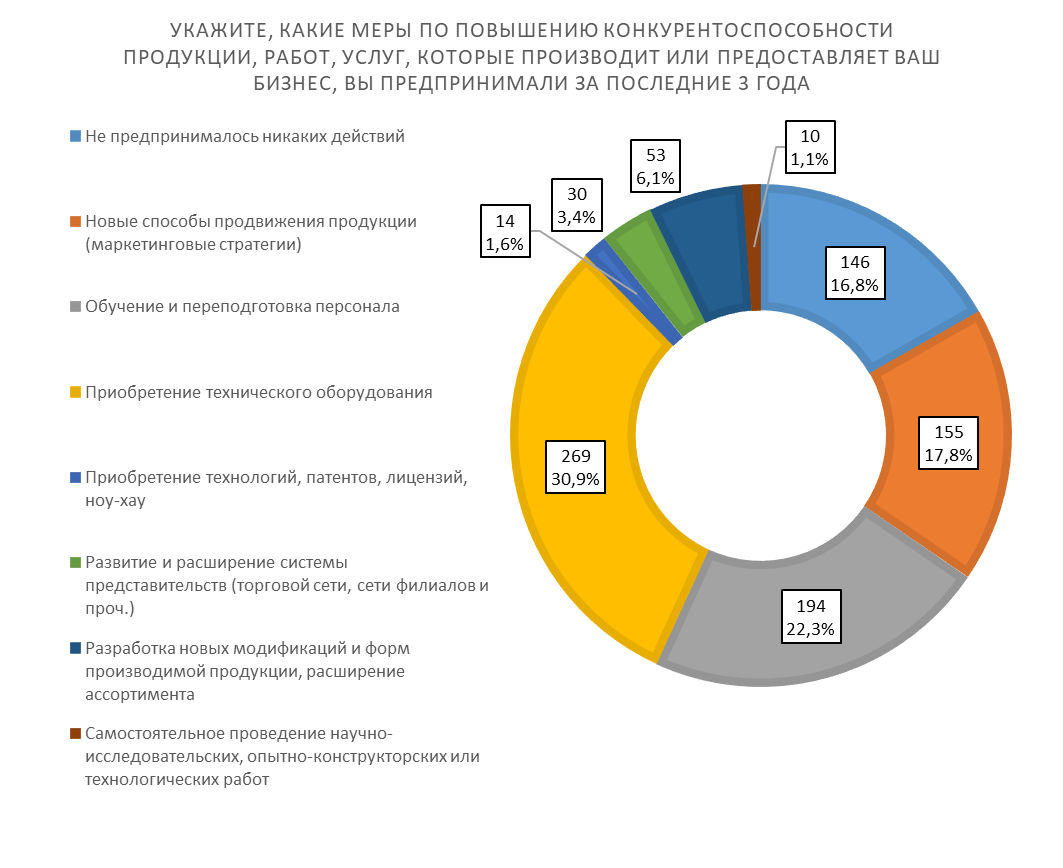 УКАЖИТЕ, КАКИЕ МЕРЫ ПО ПОВЫШЕНИЮ КОНКУРЕНТОСПОСОБНОСТИ
ПРОДУКЦИИ, РАБОТ, УСЛУГ, КОТОРЫЕ ПРОИЗВОДИТ ИЛИ ПРЕДОСТАВЛЯЕТ ВАШ
БИЗНЕС, ВЫ ПРЕДПРИНИМАЛИ ЗА ПОСЛЕДНИЕ 3 ГОДА
Не предпринималось никаких действий
Новые способы продвижения продукции
(маркетинговые стратегии)
Обучение и переподготовка персонала
Приобретение технического оборудования
Приобретение технологий, патентов, лицензий,
ноу-хау
Развитие и расширение системы
представительств (торговой сети, сети филиалов и
проч.)
Разработка новых модификаций и форм
производимой продукции, расширение
ассортимента
Самостоятельное проведение научно-
исследовательских, опытно-конструкторских или
технологических работ
146
16,8%
155
17,8%
194
22,3%
269
30,9%
14
1,6%
30
3,4%
53
6,1%
10
1,1%